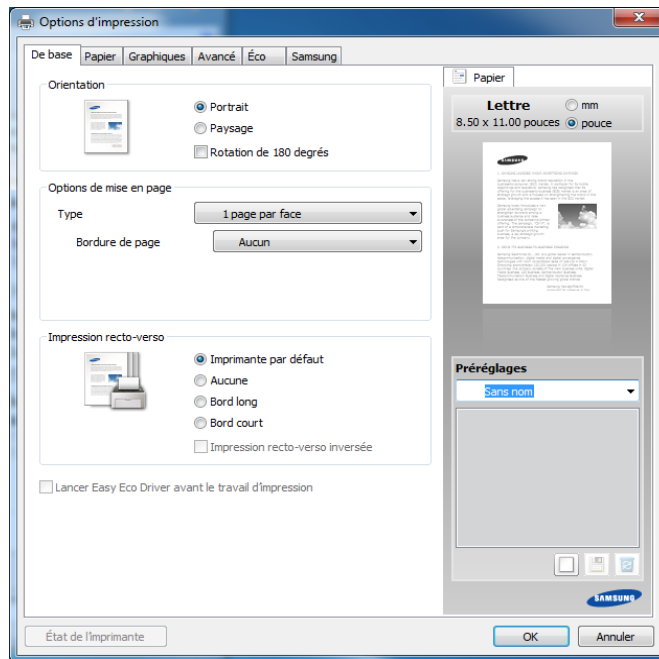 Options d'impression
De base Papier Graphiques Avancé Éco Samsung
Orientation
Portrait
Paysage
Rotation de 180 degrés
Options de mise en page
Type 1 page par face
Bordure de page Aucun
Impression recto-verso
Imprimante par défaut
Aucune
Bord long
Bord court
Impression recto-verso inversée
Lancer Easy Eco Driver avant le travail d'impression
Papier
Lettre mm
8.50 x 11.00 pouces pouce
SAMSUNG
Préréglages
Sans nom
SAMSUNG
État de l'imprimante OK Annuler